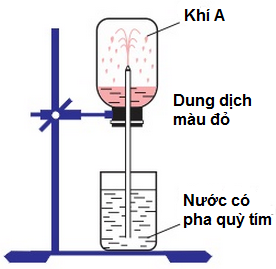 Khí A
Dung dịch
màu đỏ
Nước có
pha quỳ tím